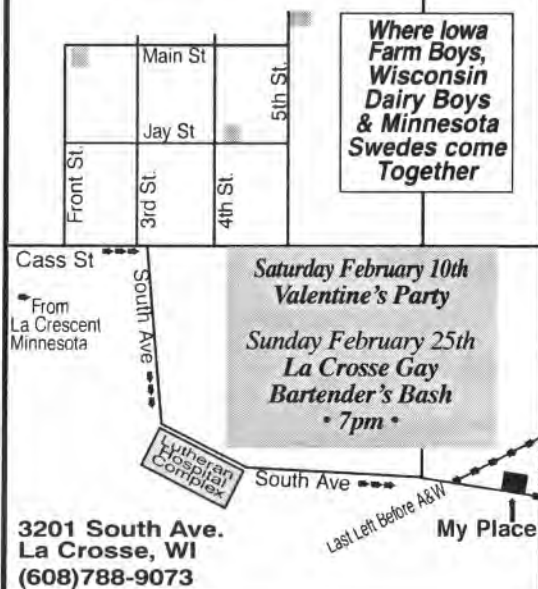 Main St
Jay St
Front St.
3rd St.
4th St.
5th St.
Where Iowa
Farm Boys,
Wisconsin
Dairy Boys
& Minnesota
Swedes come
Together
Cass St
From
La Crescent
Minnesota
South Ave
Saturday February 10th
Valentine's Party
Sunday February 25th
La Crosse Gay
Bartender's Bash
• 7pm •
Lutheran
Hospital
Complex
South Ave
Last Left Before A&W
My Place
3201 South Ave.
La Crosse, WI
(608)788-9073